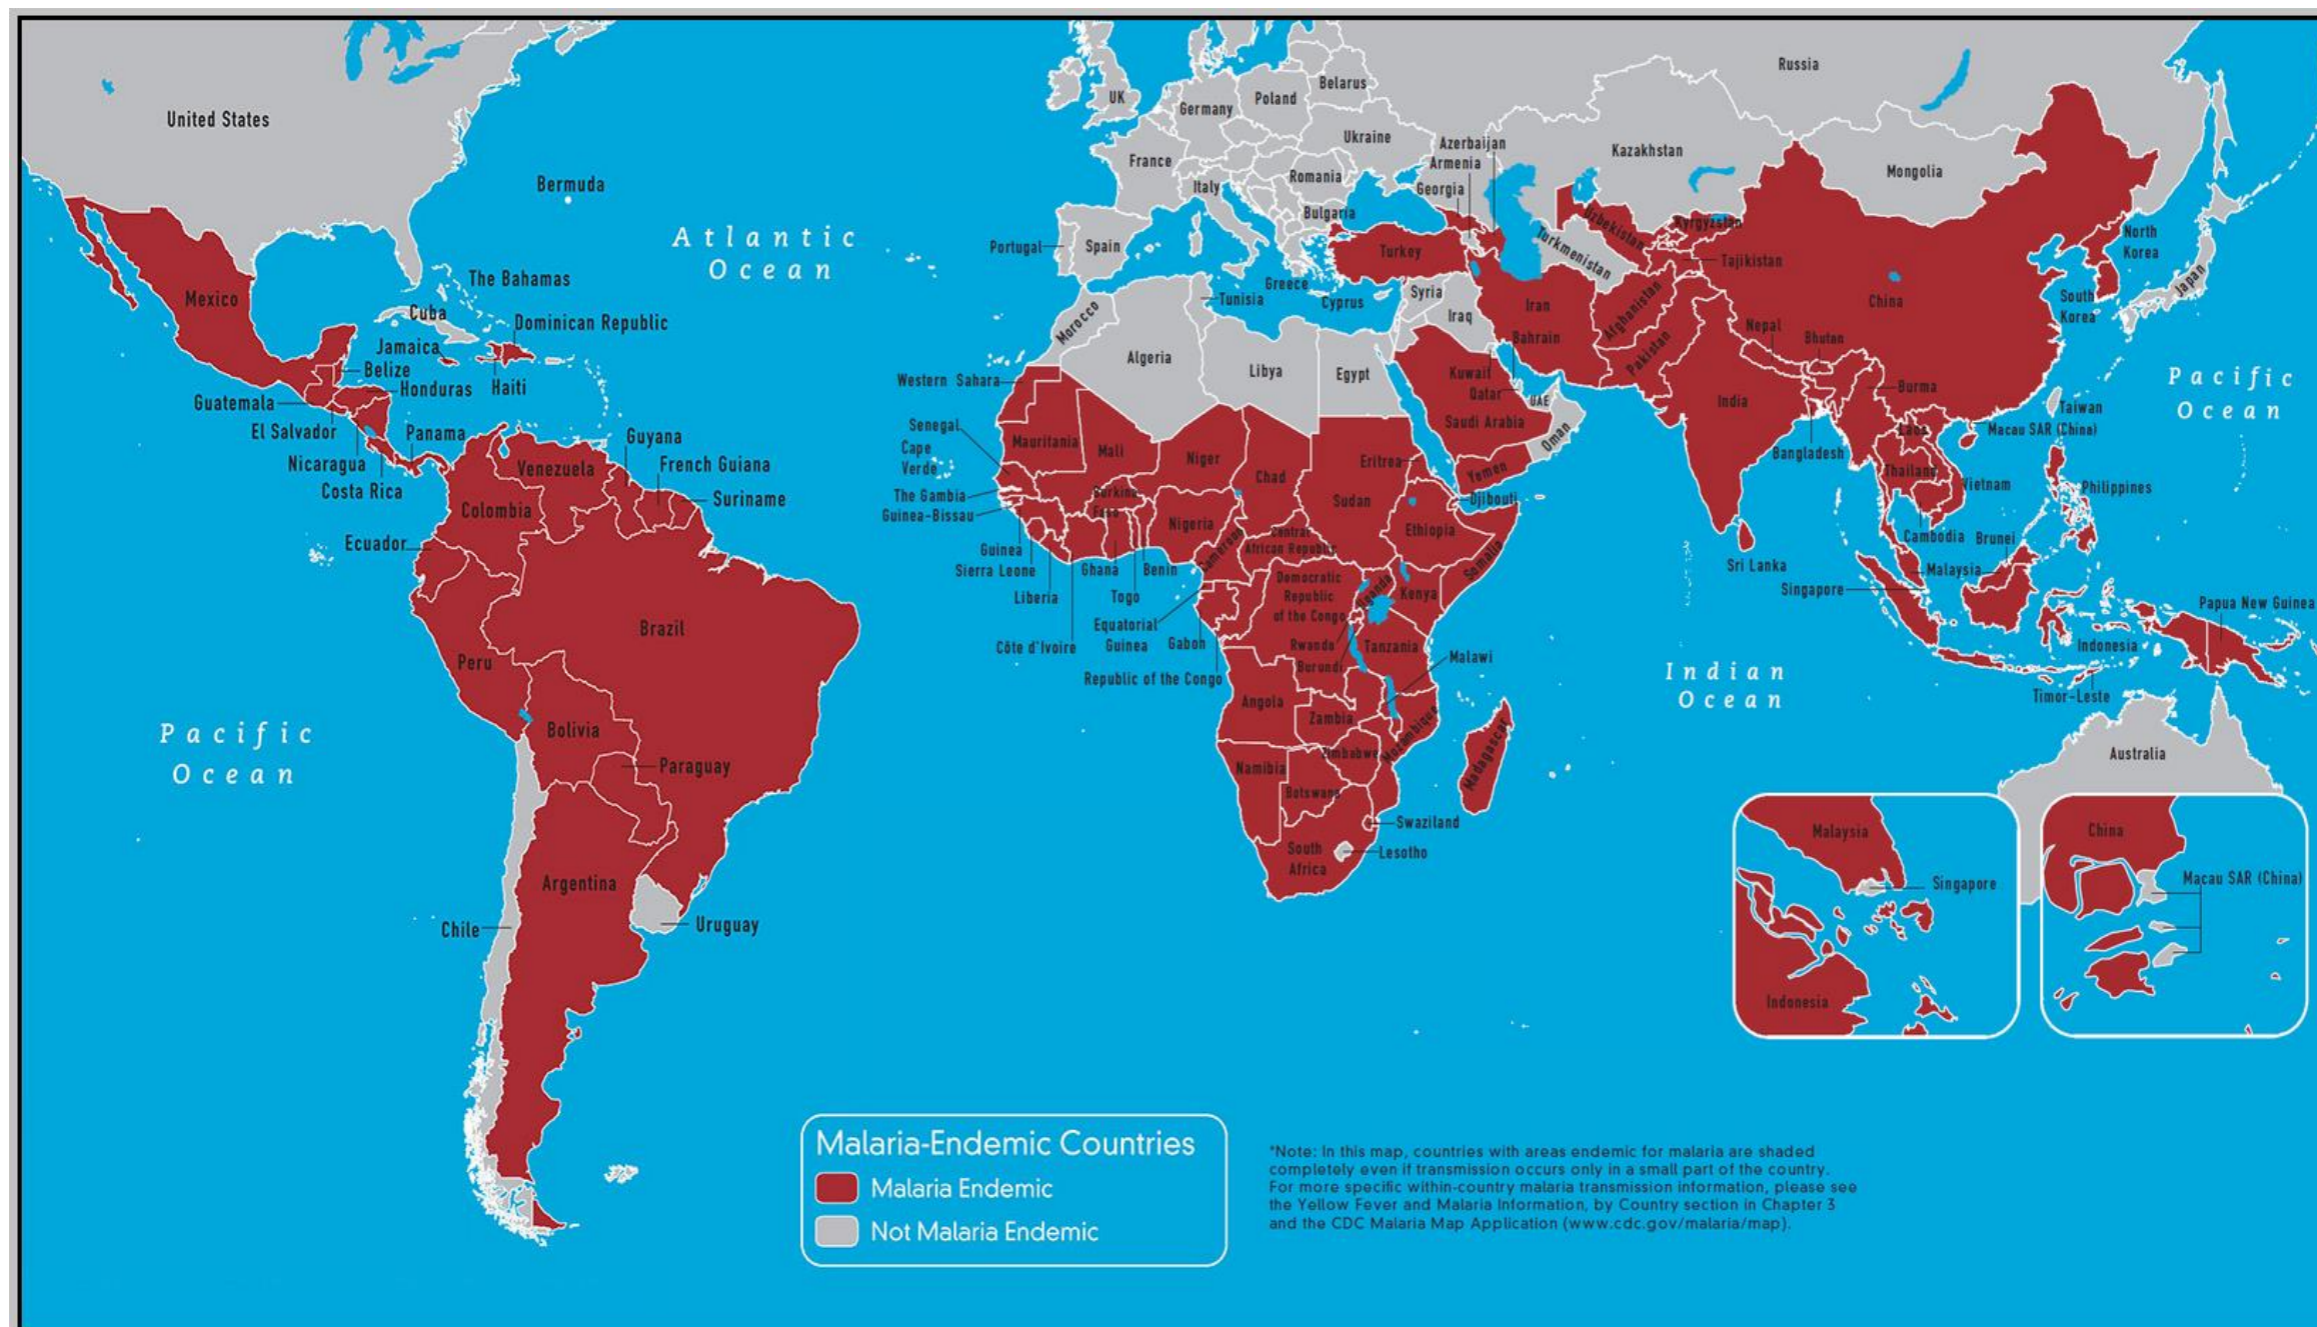 United States
Bermuda
Atlantic
Ocean
Mexico
The Bahamas
Cuba
Dominican Republic
Jamaica
Belize
Honduras
Haiti
Guatemala
El Salvador
Panama
Nicaragua
Costa Rica
Guyana
Venezuela
French Guiana
Suriname
Colombia
Ecuador
Brazil
Peru
Bolivia
Paraguay
Pacific
Ocean
Argentina
Chile
Uruguay
UK
Germany
Poland
Belarus
Ukraine
France
Italy
Romania
Bulgaria
Portugal
Spain
Greece
Cyprus
Russia
Kazakhstan
Mongolia
Azerbaijan
Armenia
Georgia
Turkey
Uzbekistan
Kyrgyzstan
Turkmenistan
Tajikistan
Syria
Iraq
Iran
Afghanistan
Pakistan
China
North
Korea
South
Korea
Japan
Nepal
Bhutan
Bahrain
Kuwait
Qatar
UAE
Saudi Arabia
Oman
Yemen
India
Burma
Laos
Taiwan
Macau SAR (China)
Bangladesh
Thailand
Vietnam
Philippines
Cambodia
Brunei
Sri Lanka
Malaysia
Singapore
Papua New Guinea
Indonesia
Timor-Leste
Pacific
Ocean
Indian
Ocean
Australia
Morocco
Tunisia
Algeria
Libya
Egypt
Western Sahara
Senegal
Cape
Verde
Mauritania
Mali
Niger
Chad
Eritrea
Sudan
Djibouti
The Gambia
Guinea-Bissau
Burkina
Faso
Nigeria
Ethiopia
Central
African Republic
Cameroon
Somalia
Guinea
Sierra Leone
Ghana
Benin
Liberia
Togo
Côte d'Ivoire
Equatorial
Guinea
Gabon
Republic of the Congo
Democratic
Republic
of the Congo
Uganda
Kenya
Rwanda
Burundi
Tanzania
Malawi
Angola
Zambia
Mozambique
Zimbabwe
Madagascar
Namibia
Botswana
Swaziland
South
Africa
Lesotho
Malaysia
Singapore
Indonesia
China
Macau SAR (China)
Malaria-Endemic Countries
Malaria Endemic
Not Malaria Endemic
*Note: In this map, countries with areas endemic for malaria are shaded
completely even if transmission occurs only in a small part of the country.
For more specific within-country malaria transmission information, please see
the Yellow Fever and Malaria Information, by Country section in Chapter 3
and the CDC Malaria Map Application (www.cdc.gov/malaria/map).